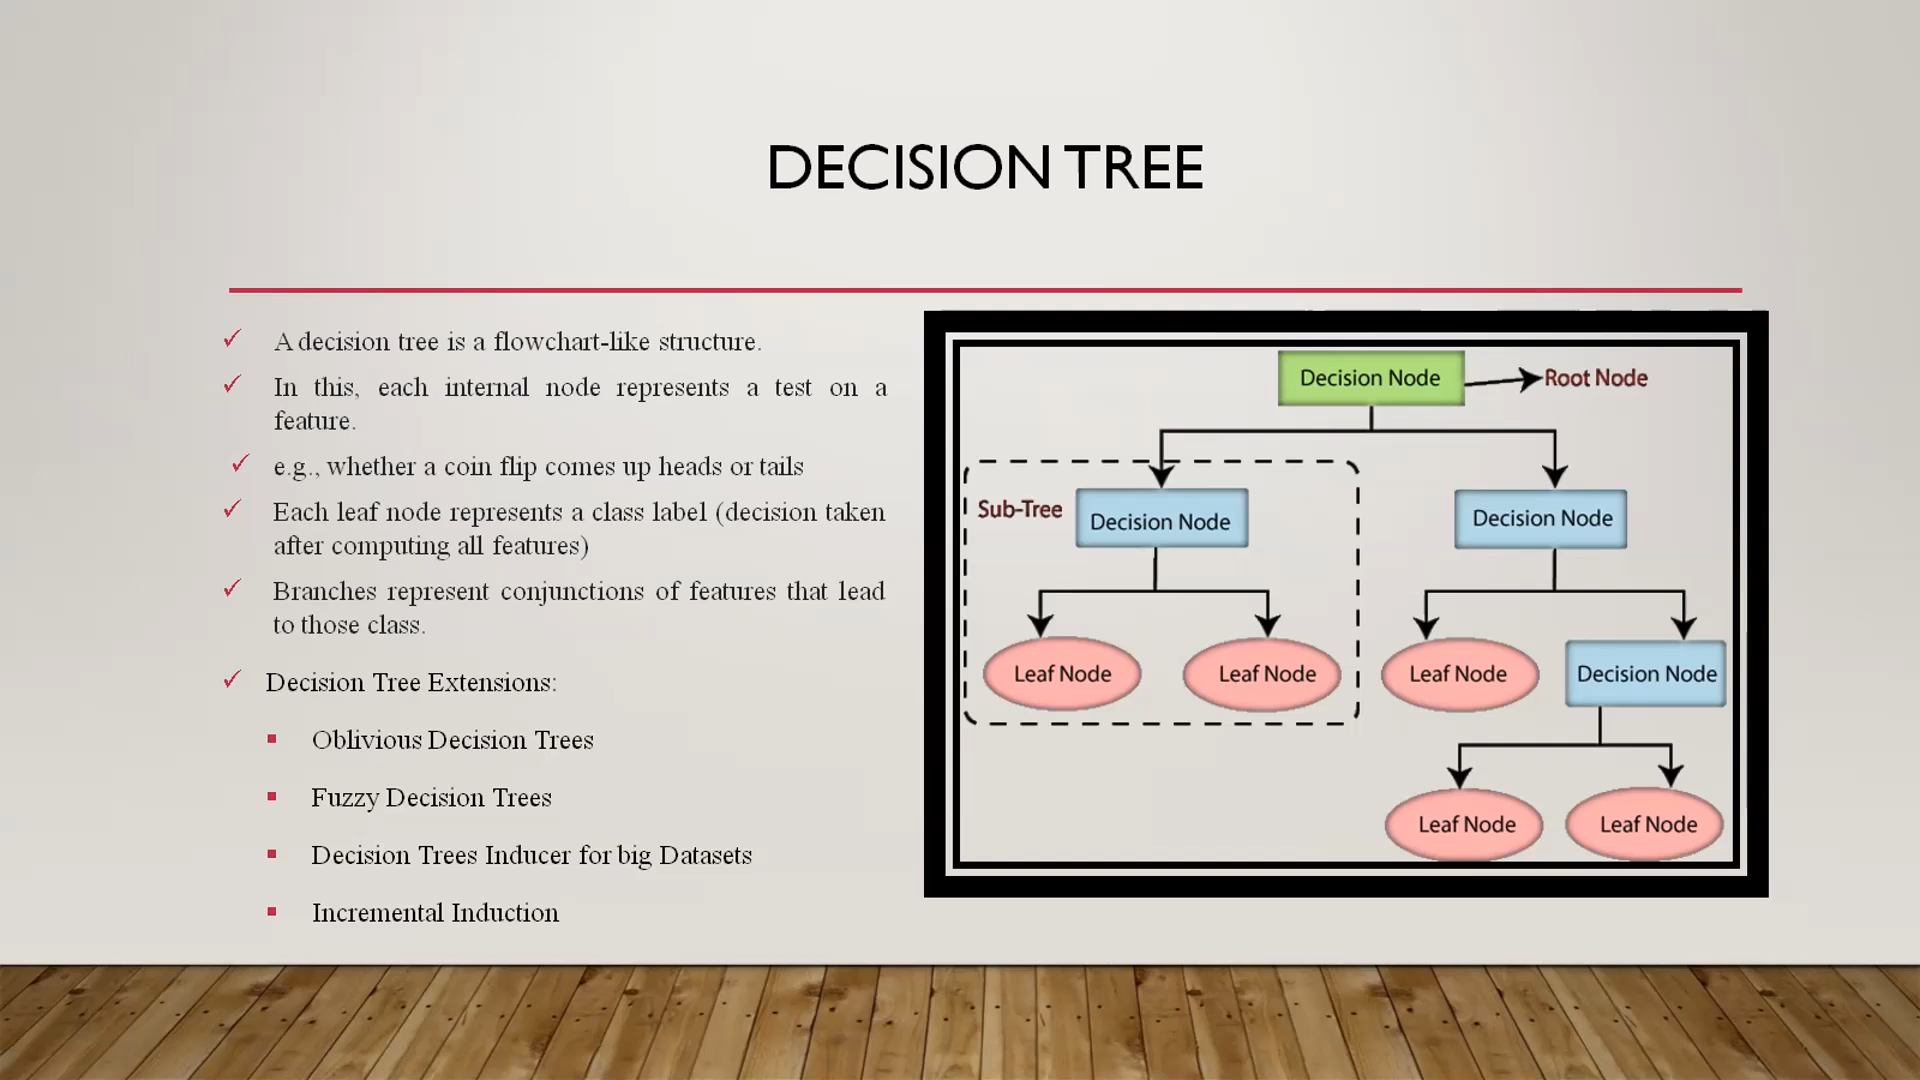 DECISION TREE
A decision tree is a flowchart-like structure.
In this, each internal node represents a test on a
feature.
e.g., whether a coin flip comes up heads or tails
Each leaf node represents a class label (decision taken
after computing all features)
Branches represent conjunctions of features that lead
to those class.
Decision Tree Extensions:
Oblivious Decision Trees
Fuzzy Decision Trees
Decision Trees Inducer for big Datasets
Incremental Induction
Decision Node
Root Node
Sub-Tree
Decision Node
Decision Node
Leaf Node
Leaf Node
Leaf Node
Decision Node
Leaf Node
Leaf Node